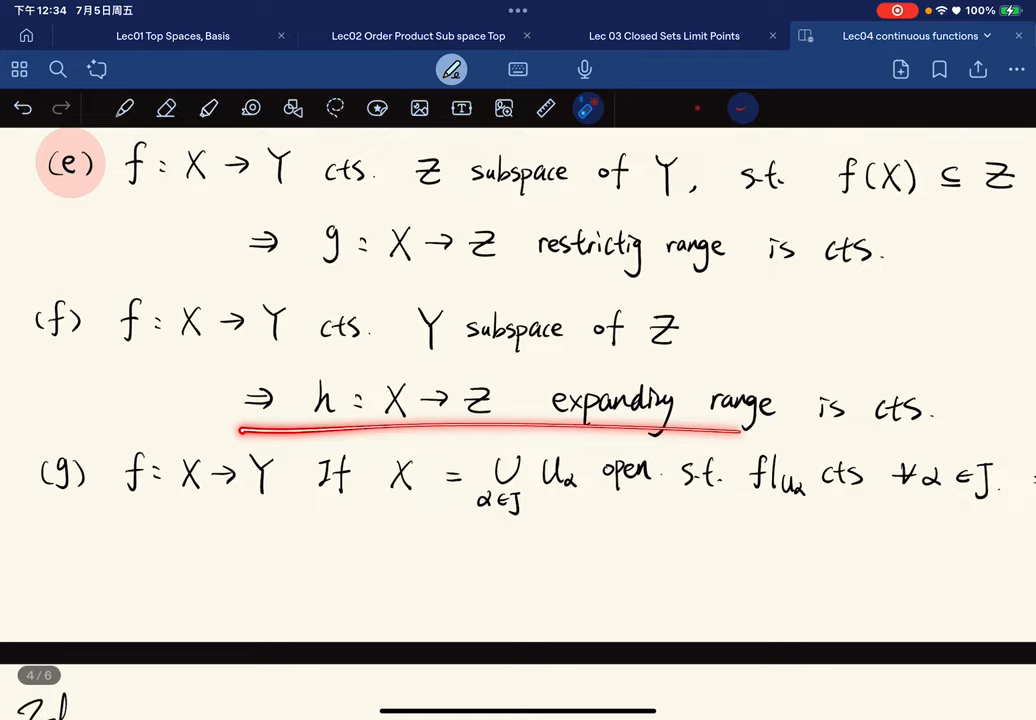 下午12:34 7月5日周五
100%
Lec01 Top Spaces, Basis
Lec02 Order Product Sub space Top
Lec 03 Closed Sets Limit Points
Lec04 continuous functions
(e) f : X → Y cts. Z subspace of Y, s.t. f(X) ⊆ Z
⇒ g : X → Z restrictig range is cts.
(f) f : X → Y cts. Y subspace of Z
⇒ h : X → Z expanding range is cts.
(g) f : X → Y If X = ∪_{α∈J} U_α open s.t. f|_{U_α} cts ∀α ∈ J.
4 / 6